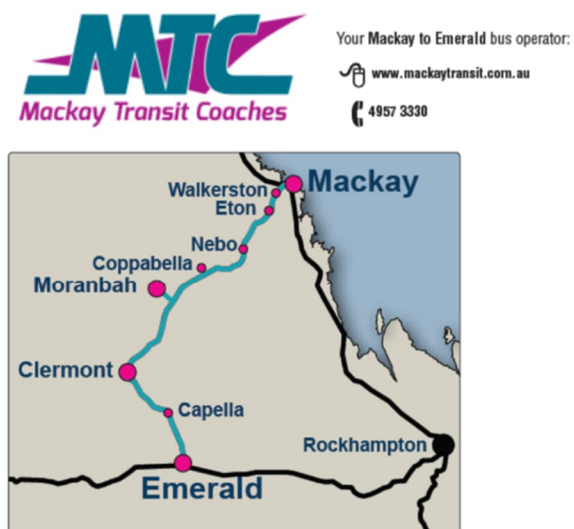 MTC
Mackay Transit Coaches
Your Mackay to Emerald bus operator:
www.mackaytransit.com.au
4957 3330
Mackay
Walkerston
Eton
Nebo
Coppabella
Moranbah
Clermont
Capella
Rockhampton
Emerald